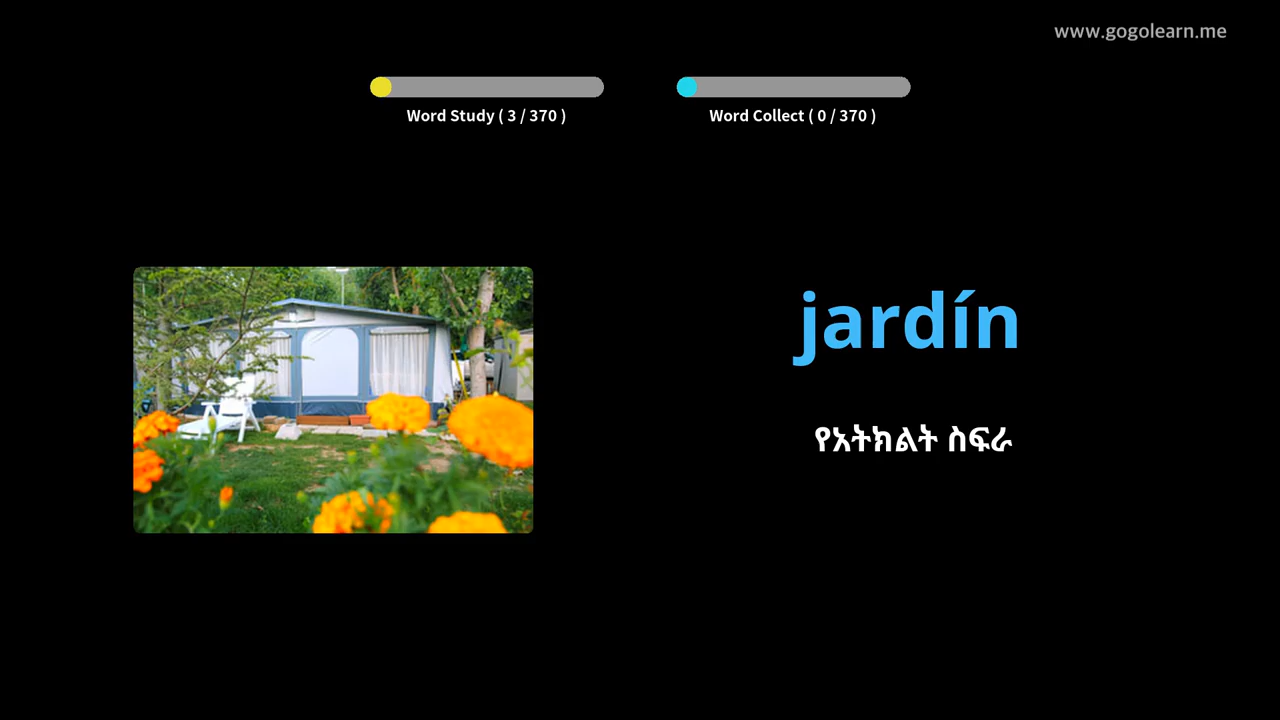 www.gogolearn.me
Word Study ( 3 / 370 )
Word Collect ( 0 / 370 )
jardín
የአትክልት ስፍራ